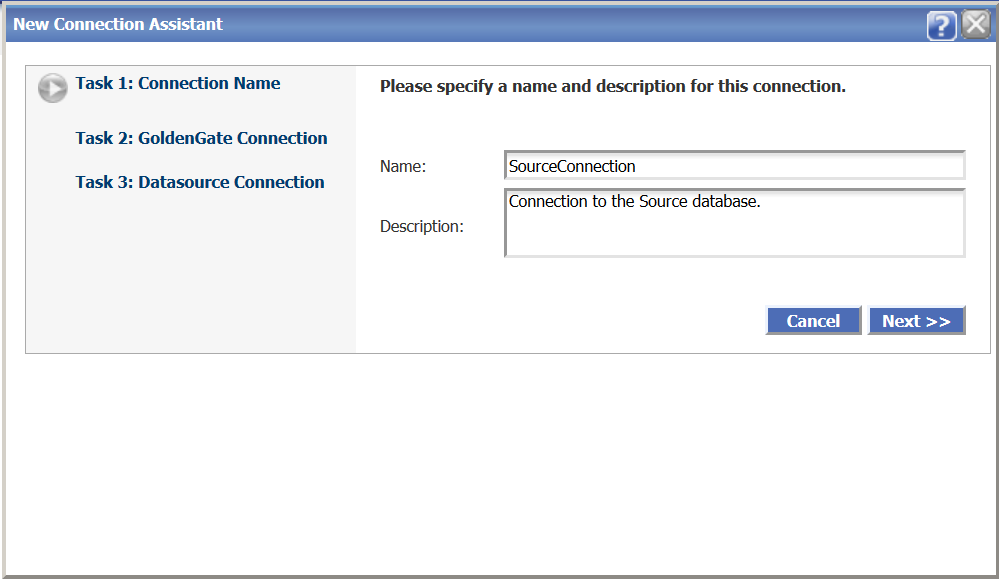 New Connection Assistant
?
Task 1: Connection Name
Task 2: GoldenGate Connection
Task 3: Datasource Connection
Please specify a name and description for this connection.
Name: SourceConnection
Description: Connection to the Source database.
Cancel Next >>